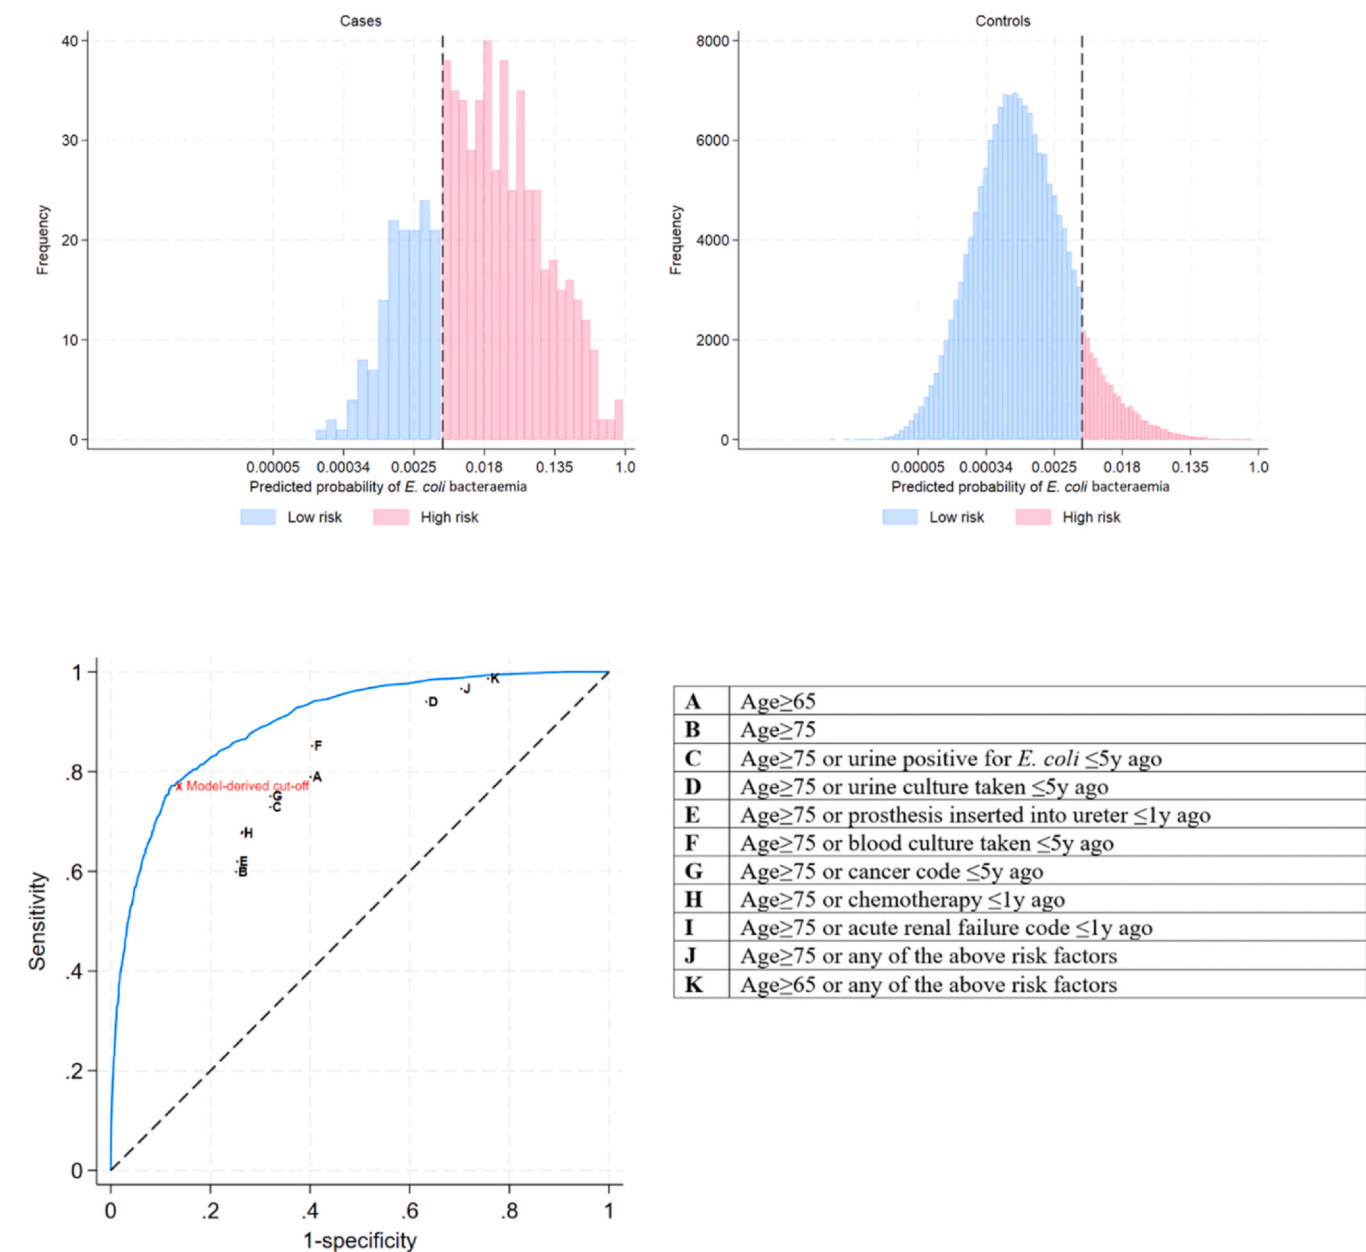 Cases
Frequency
40
30
20
10
0
0.00005 0.00034 0.0025 0.018 0.135 1.0
Predicted probability of E. coli bacteraemia
Low risk High risk
Controls
Frequency
8000
6000
4000
2000
0
0.00005 0.00034 0.0025 0.018 0.135 1.0
Predicted probability of E. coli bacteraemia
Low risk High risk
Sensitivity
1
.8
.6
.4
.2
0
K
J
D
F
A
x Model-derived cut-off
G
C
H
E
B
0 .2 .4 .6 .8 1
1-specificity
A Age≥65
B Age≥75
C Age≥75 or urine positive for E. coli ≤5y ago
D Age≥75 or urine culture taken ≤5y ago
E Age≥75 or prosthesis inserted into ureter ≤1y ago
F Age≥75 or blood culture taken ≤5y ago
G Age≥75 or cancer code ≤5y ago
H Age≥75 or chemotherapy ≤1y ago
I Age≥75 or acute renal failure code ≤1y ago
J Age≥75 or any of the above risk factors
K Age≥65 or any of the above risk factors